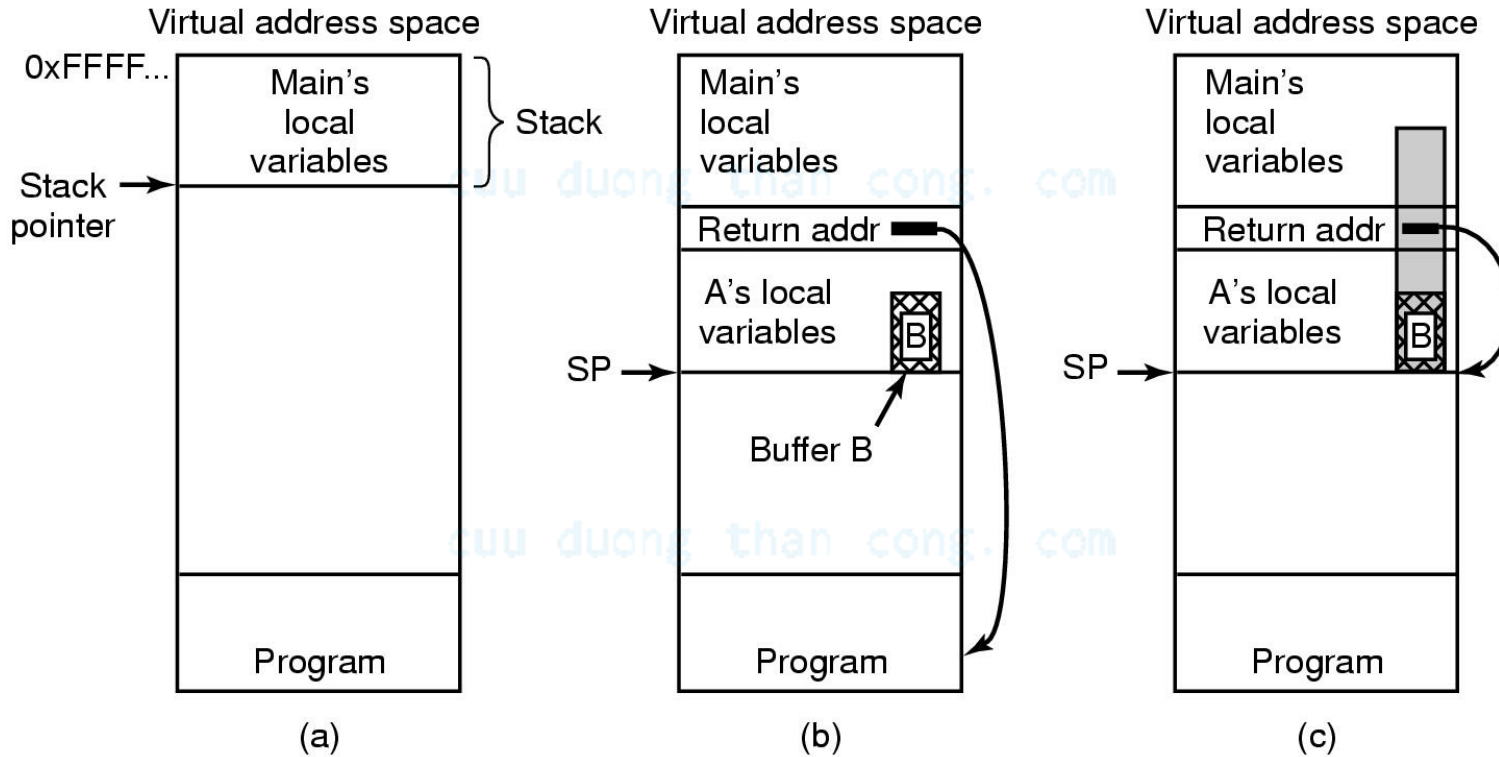 Virtual address space
0xFFFF...
Main's
local
variables
Stack
Stack
pointer
Program
(a)
Virtual address space
Main's
local
variables
Return addr
A's local
variables
B
SP
Buffer B
Program
(b)
Virtual address space
Main's
local
variables
Return addr
A's local
variables
B
SP
Program
(c)
cuu duong than cong. com
cuu duong than cong. com